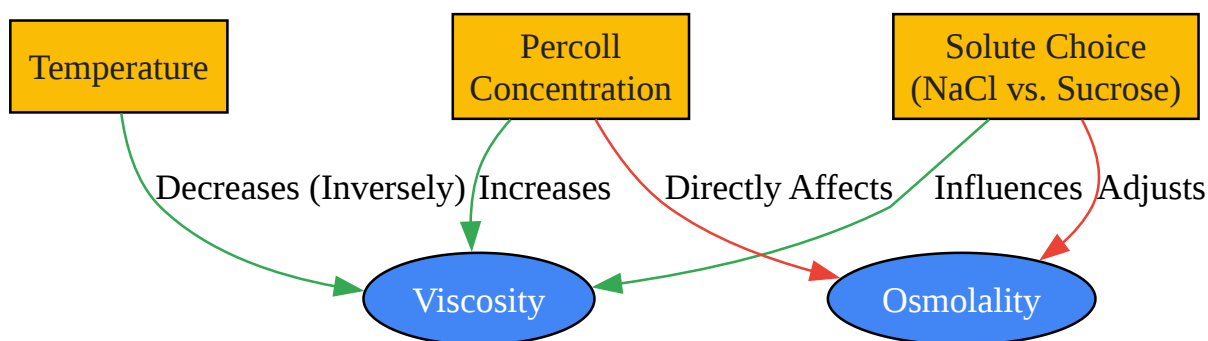 Temperature
Percoll
Concentration
Solute Choice
(NaCl vs. Sucrose)
Decreases (Inversely)
Increases
Directly Affects
Influences
Adjusts
Viscosity
Osmolality